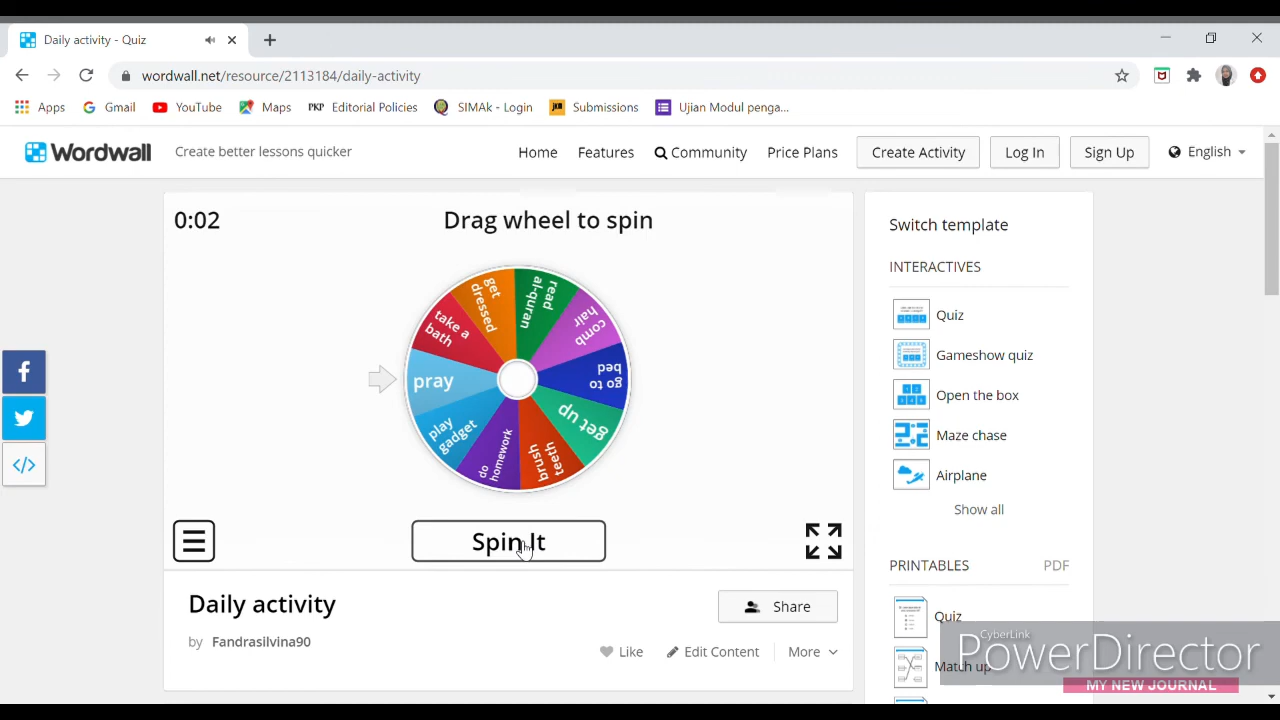 Daily activity - Quiz
wordwall.net/resource/2113184/daily-activity
Apps
Gmail
YouTube
Maps
PKP Editorial Policies
SIMAk - Login
Submissions
Ujian Modul penga...
Wordwall
Create better lessons quicker
Home
Features
Community
Price Plans
Create Activity
Log In
Sign Up
English
0:02
Drag wheel to spin
get dressed
read al-quran
comb hair
go to bed
get up
brush teeth
do homework
play gadget
pray
take a bath
Spin It
Daily activity
by Fandrasilvina90
Share
Like
Edit Content
More
Switch template
INTERACTIVES
Quiz
Gameshow quiz
Open the box
Maze chase
Airplane
Show all
PRINTABLES
PDF
Quiz
Match up
CyberLink
PowerDirector
MY NEW JOURNAL